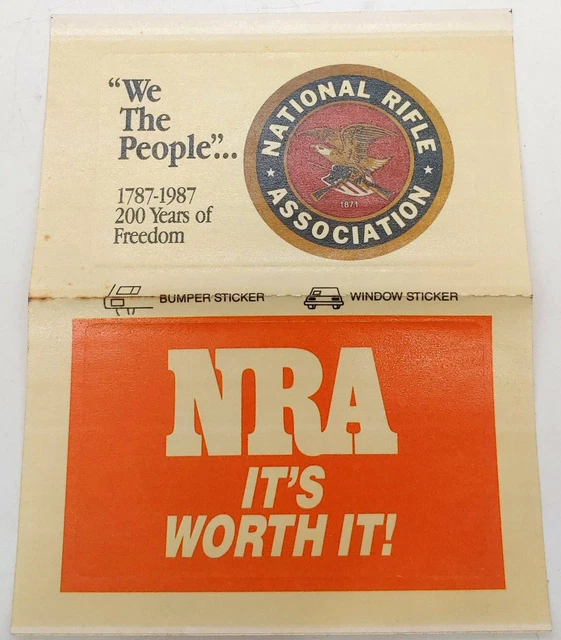 “We
The
People”...
1787-1987
200 Years of
Freedom
NATIONAL RIFLE
ASSOCIATION
1871
BUMPER STICKER
WINDOW STICKER
NRA
IT'S
WORTH IT!